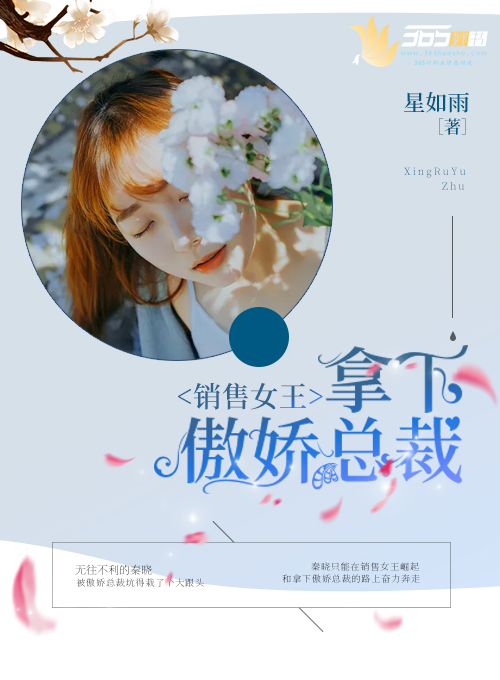 365
星如雨
[著]
XingRuYu
Zhu
<销售女王>拿下
傲娇总裁
无往不利的秦晓
被傲娇总裁坑得栽了个大跟头
秦晓只能在销售女王崛起
和拿下傲娇总裁的路上奋力奔走